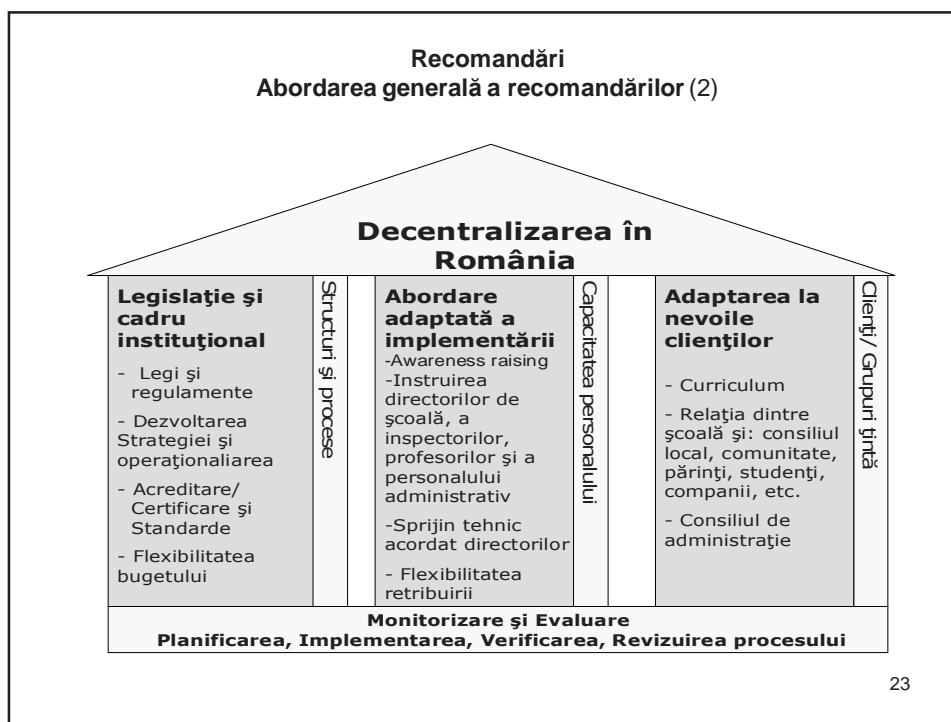 Recomandări
Abordarea generală a recomandărilor (2)
Decentralizarea în
România
Legislaţie şi
cadru
instituţional
- Legi şi
regulamente
- Dezvoltarea
Strategiei şi
operaţionaliarea
- Acreditare/
Certificare şi
Standarde
- Flexibilitatea
bugetului
Structuri şi procese
Abordare
adaptată a
implementării
-Awareness raising
-Instruirea
directorilor de
şcoală, a
inspectorilor,
profesorilor şi a
personalului
administrativ
-Sprijin tehnic
acordat directorilor
- Flexibilitatea
retribuirii
Capacitatea personalului
Adaptarea la
nevoile
clienţilor
- Curriculum
- Relaţia dintre
şcoală şi: consiliul
local, comunitate,
părinţi, studenţi,
companii, etc.
- Consiliul de
administraţie
Clienţi/ Grupuri ţintă
Monitorizare şi Evaluare
Planificarea, Implementarea, Verificarea, Revizuirea procesului
23